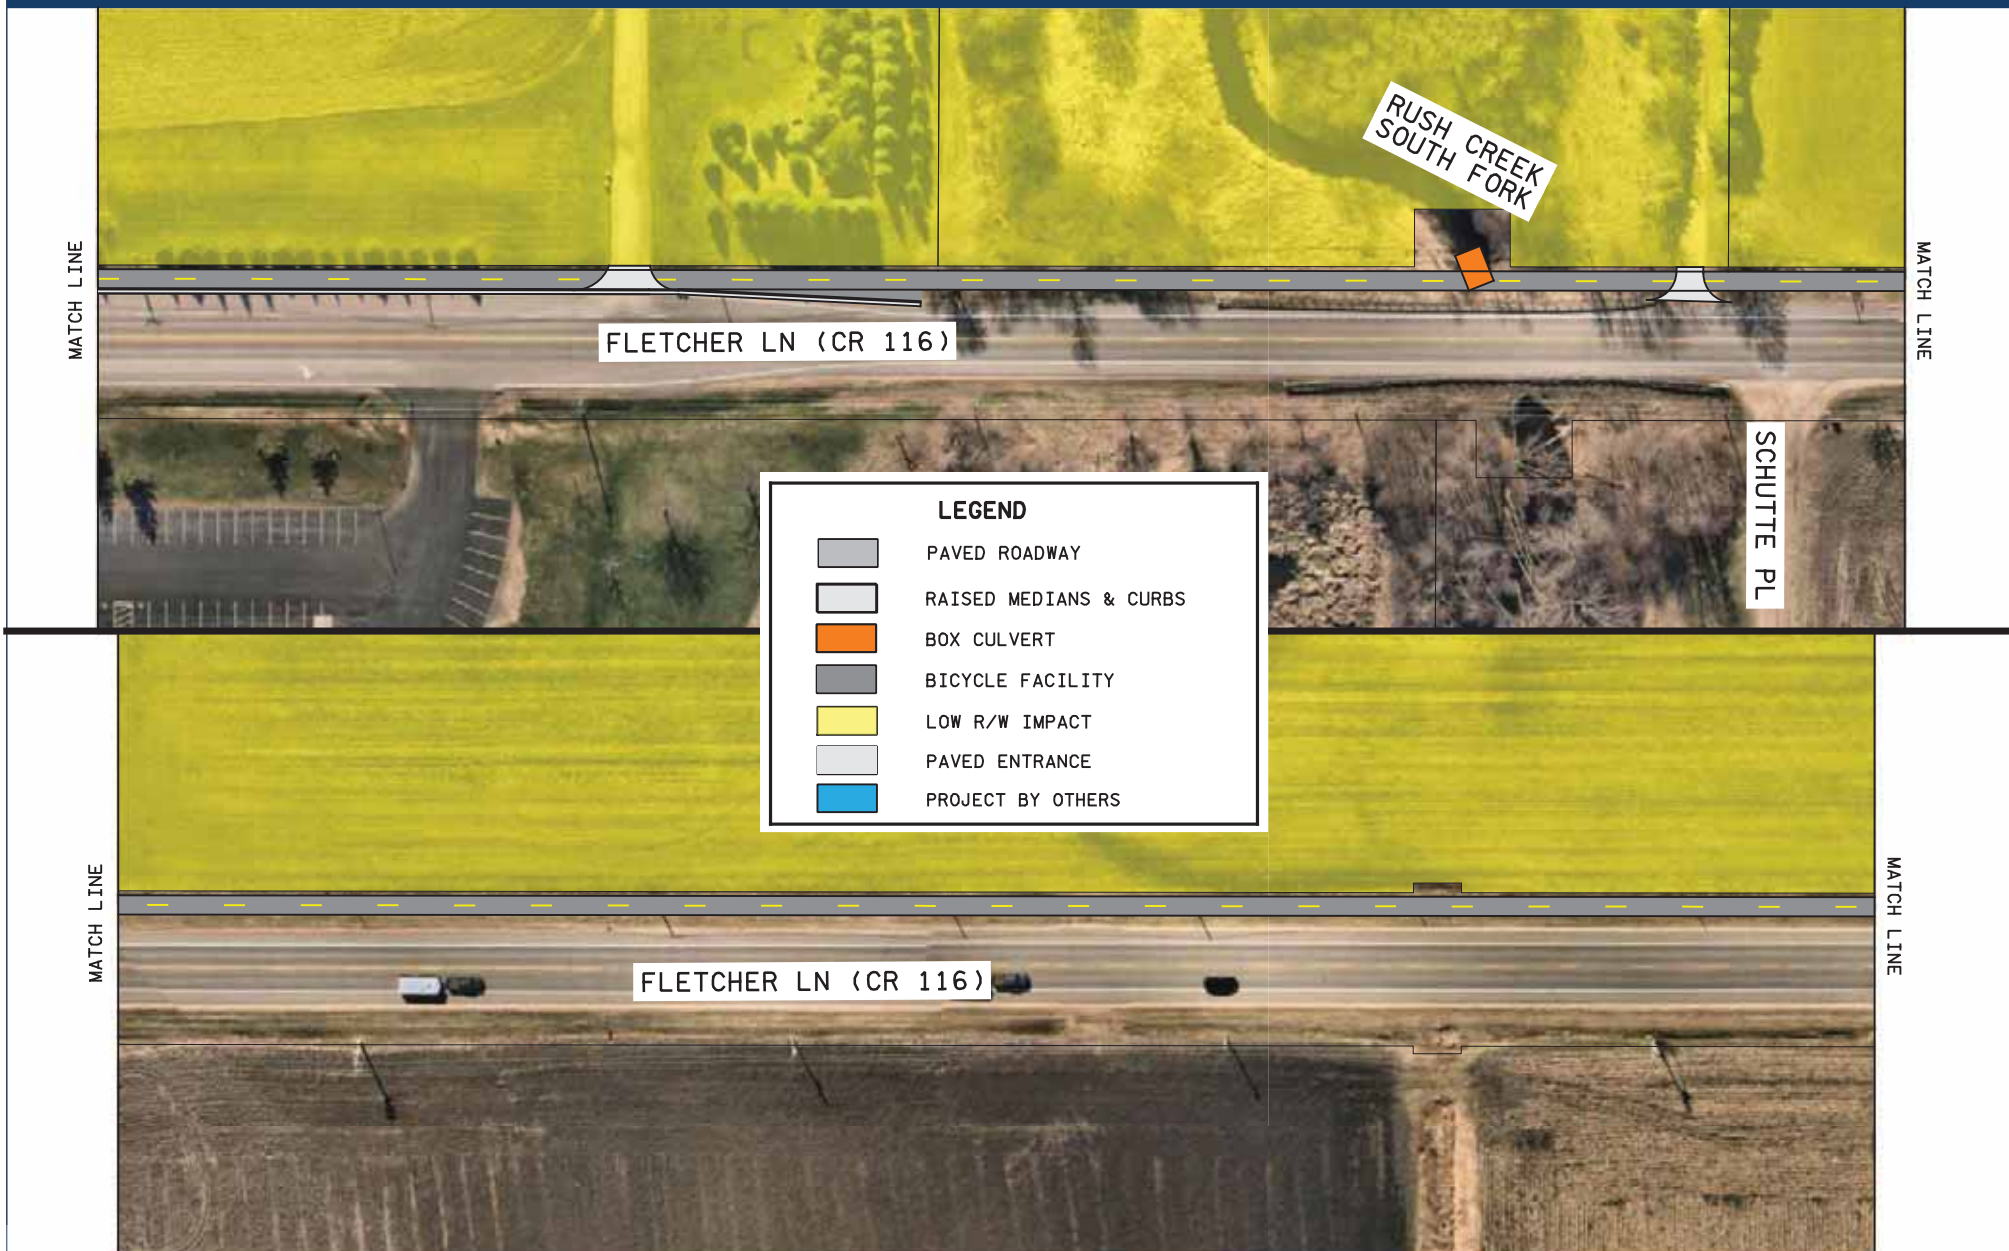 RUSH CREEK
SOUTH FORK
MATCH LINE
MATCH LINE
FLETCHER LN (CR 116)
SCHUTTE PL
LEGEND
PAVED ROADWAY
RAISED MEDIANS & CURBS
BOX CULVERT
BICYCLE FACILITY
LOW R/W IMPACT
PAVED ENTRANCE
PROJECT BY OTHERS
MATCH LINE
MATCH LINE
FLETCHER LN (CR 116)